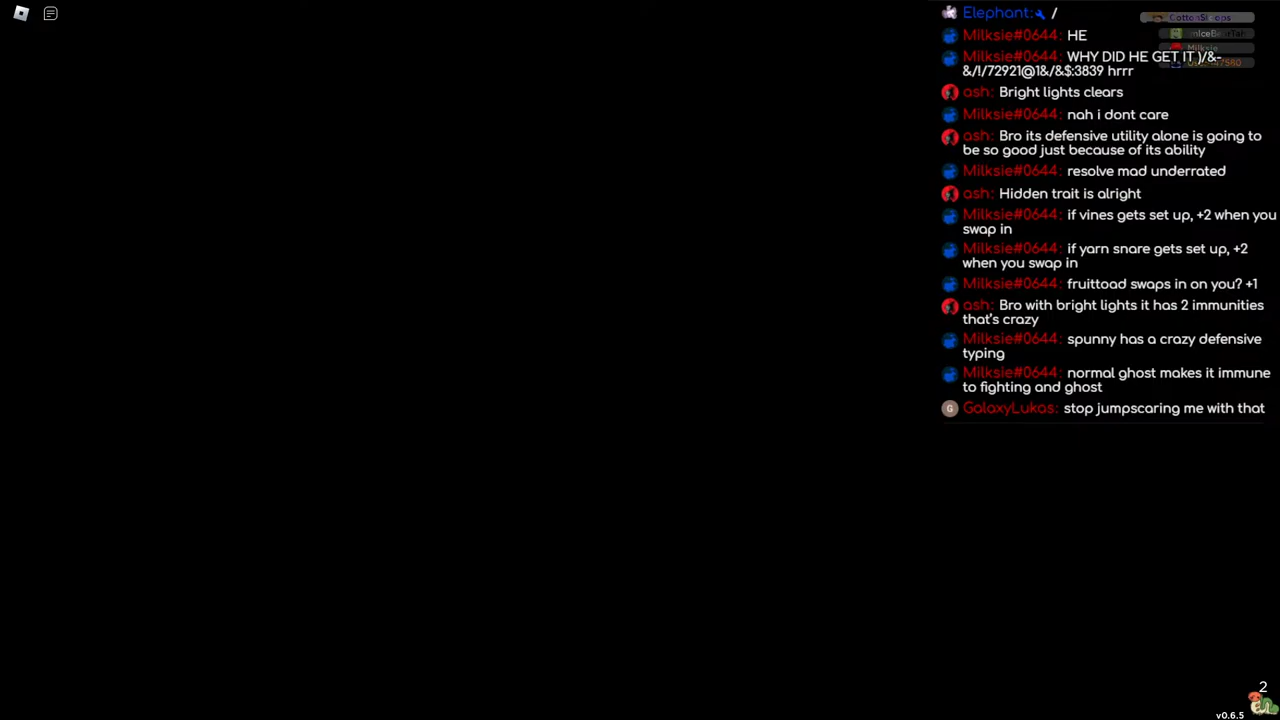 Elephant: /
Milksie#0644: HE
Milksie#0644: WHY DID HE GET IT )/&-
&/!/72921@1&/&$:3839 hrrr
ash: Bright lights clears
Milksie#0644: nah i dont care
ash: Bro its defensive utility alone is going to
be so good just because of its ability
Milksie#0644: resolve mad underrated
ash: Hidden trait is alright
Milksie#0644: if vines gets set up, +2 when you
swap in
Milksie#0644: if yarn snare gets set up, +2
when you swap in
Milksie#0644: fruittoad swaps in on you? +1
ash: Bro with bright lights it has 2 immunities
that's crazy
Milksie#0644: spunny has a crazy defensive
typing
Milksie#0644: normal ghost makes it immune
to fighting and ghost
G GalaxyLukas: stop jumpscaring me with that
Milksie
2
v0.6.5